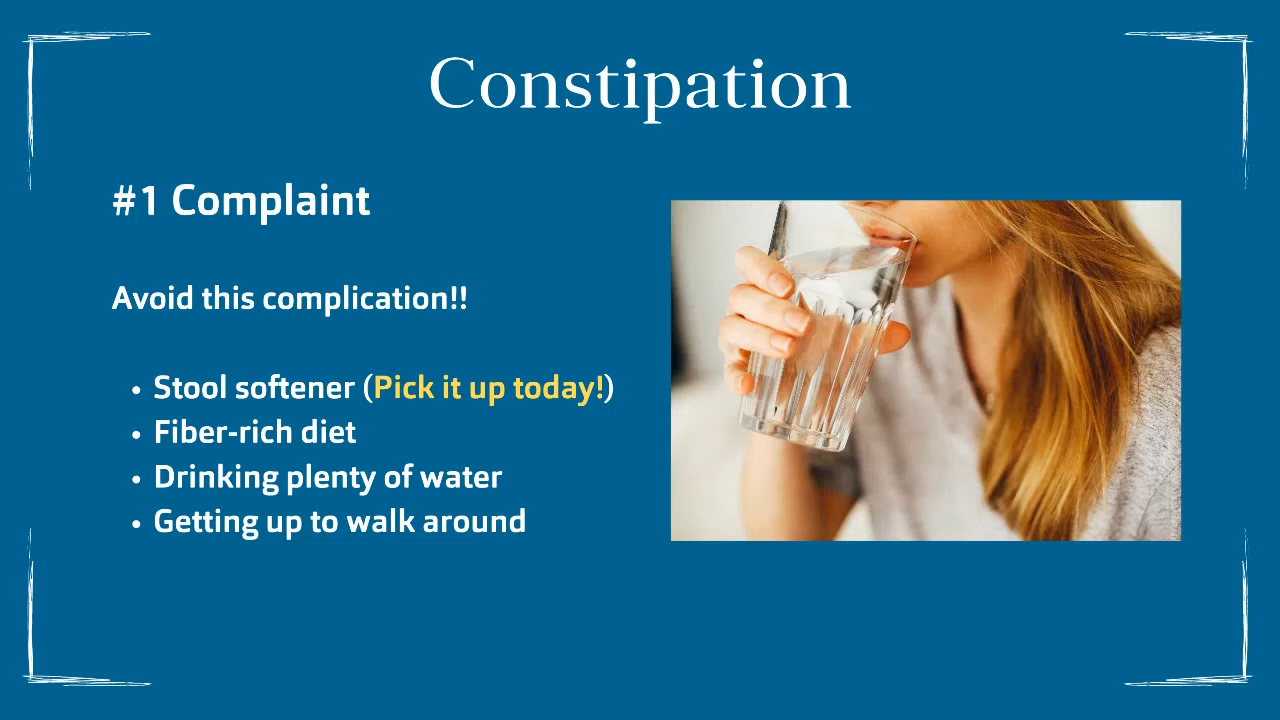 Constipation
#1 Complaint
Avoid this complication!!
• Stool softener (Pick it up today!)
• Fiber-rich diet
• Drinking plenty of water
• Getting up to walk around